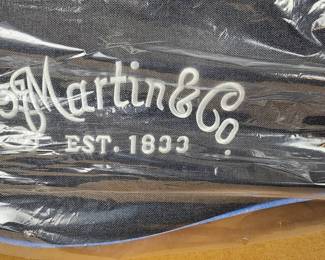 F. Martin & Co.
EST. 1833